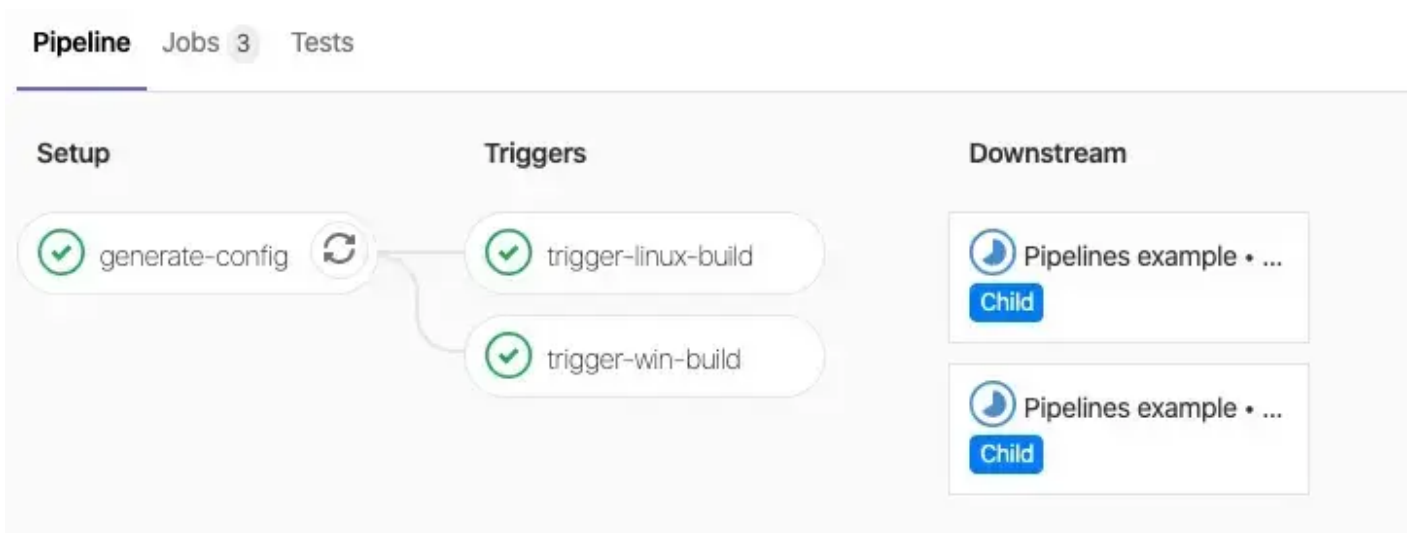 Pipeline Jobs 3 Tests
Setup Triggers Downstream
generate-config trigger-linux-build Pipelines example • ...
Child
trigger-win-build
Pipelines example • ...
Child